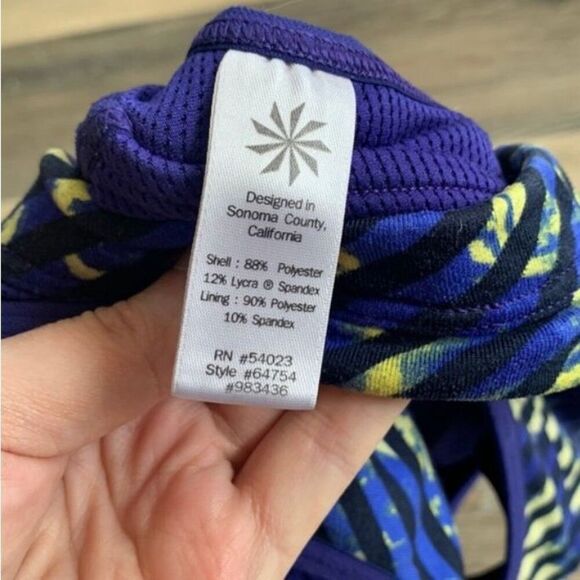 Designed in
Sonoma County,
California
Shell : 88% Polyester
12% Lycra ® Spandex
Lining : 90% Polyester
10% Spandex
RN #54023
Style #64754
#983436